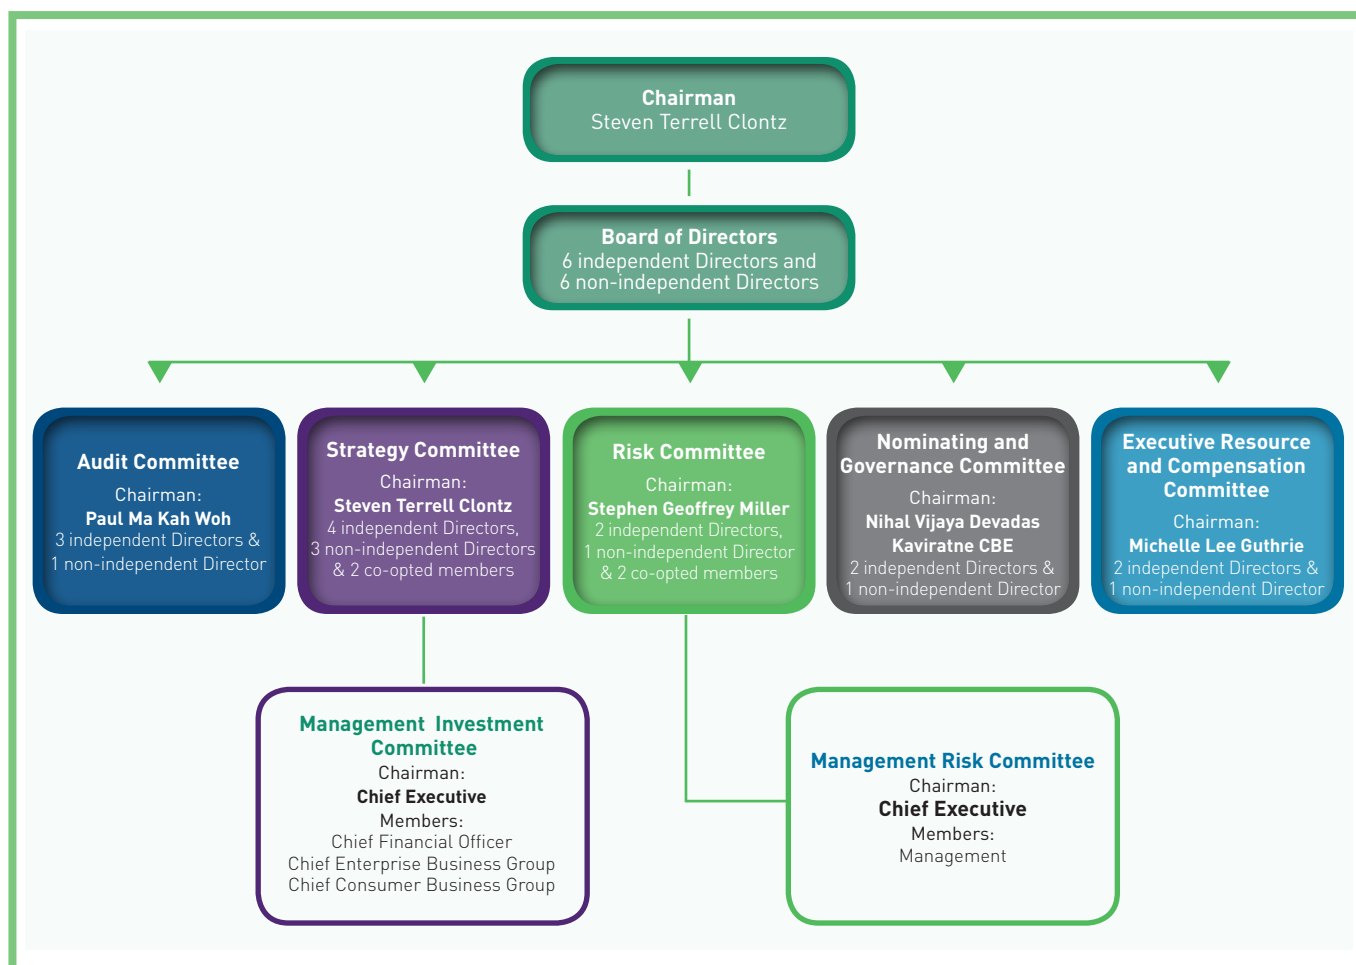 Chairman
Steven Terrell Clontz
Board of Directors
6 independent Directors and
6 non-independent Directors
Audit Committee
Chairman:
Paul Ma Kah Woh
3 independent Directors &
1 non-independent Director
Strategy Committee
Chairman:
Steven Terrell Clontz
4 independent Directors,
3 non-independent Directors
& 2 co-opted members
Risk Committee
Chairman:
Stephen Geoffrey Miller
2 independent Directors,
1 non-independent Director
& 2 co-opted members
Nominating and
Governance Committee
Chairman:
Nihal Vijaya Devadas
Kaviratne CBE
2 independent Directors &
1 non-independent Director
Executive Resource
and Compensation
Committee
Chairman:
Michelle Lee Guthrie
2 independent Directors &
1 non-independent Director
Management Investment
Committee
Chairman:
Chief Executive
Members:
Chief Financial Officer
Chief Enterprise Business Group
Chief Consumer Business Group
Management Risk Committee
Chairman:
Chief Executive
Members:
Management